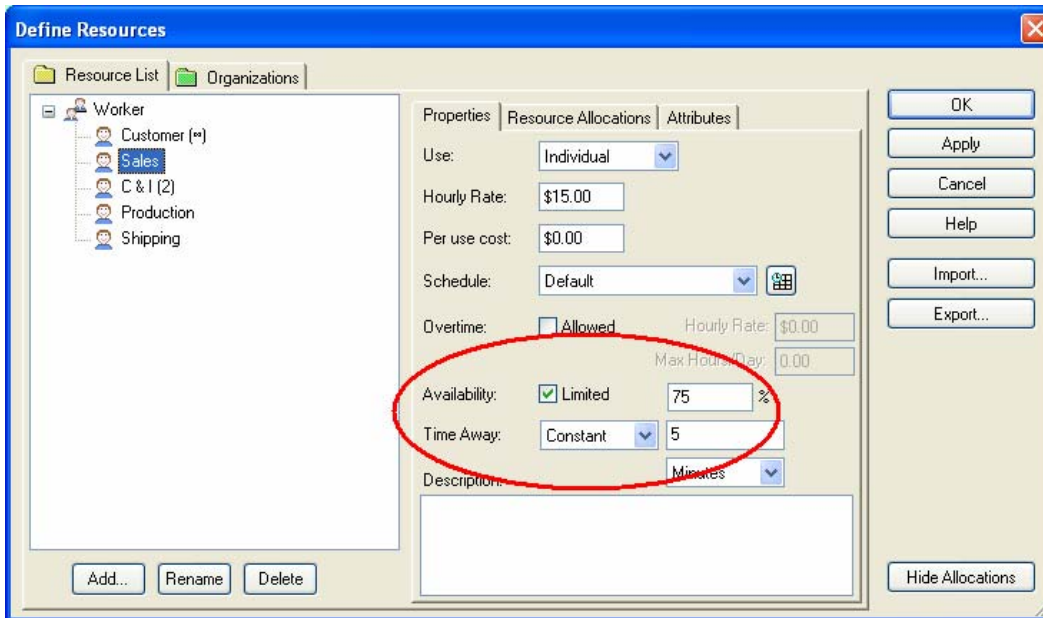 Define Resources
Resource List Organizations
Worker
Customer (∞)
Sales
C & I (2)
Production
Shipping
Add... Rename Delete
Properties Resource Allocations Attributes
Use: Individual
Hourly Rate: $15.00
Per use cost: $0.00
Schedule: Default
Overtime: Allowed Hourly Rate: $0.00
Max Hours/Day: 0.00
Availability: Limited 75 %
Time Away: Constant 5
Minutes
Description:
OK
Apply
Cancel
Help
Import...
Export...
Hide Allocations